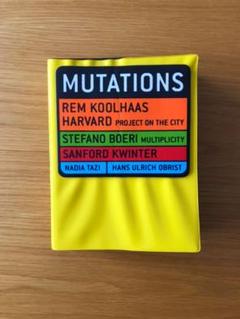 MUTATIONS
REM KOOLHAAS
HARVARD PROJECT ON THE CITY
STEFANO BOERI MULTIPLICITY
SANFORD KWINTER
NADIA TAZI HANS ULRICH OBRIST